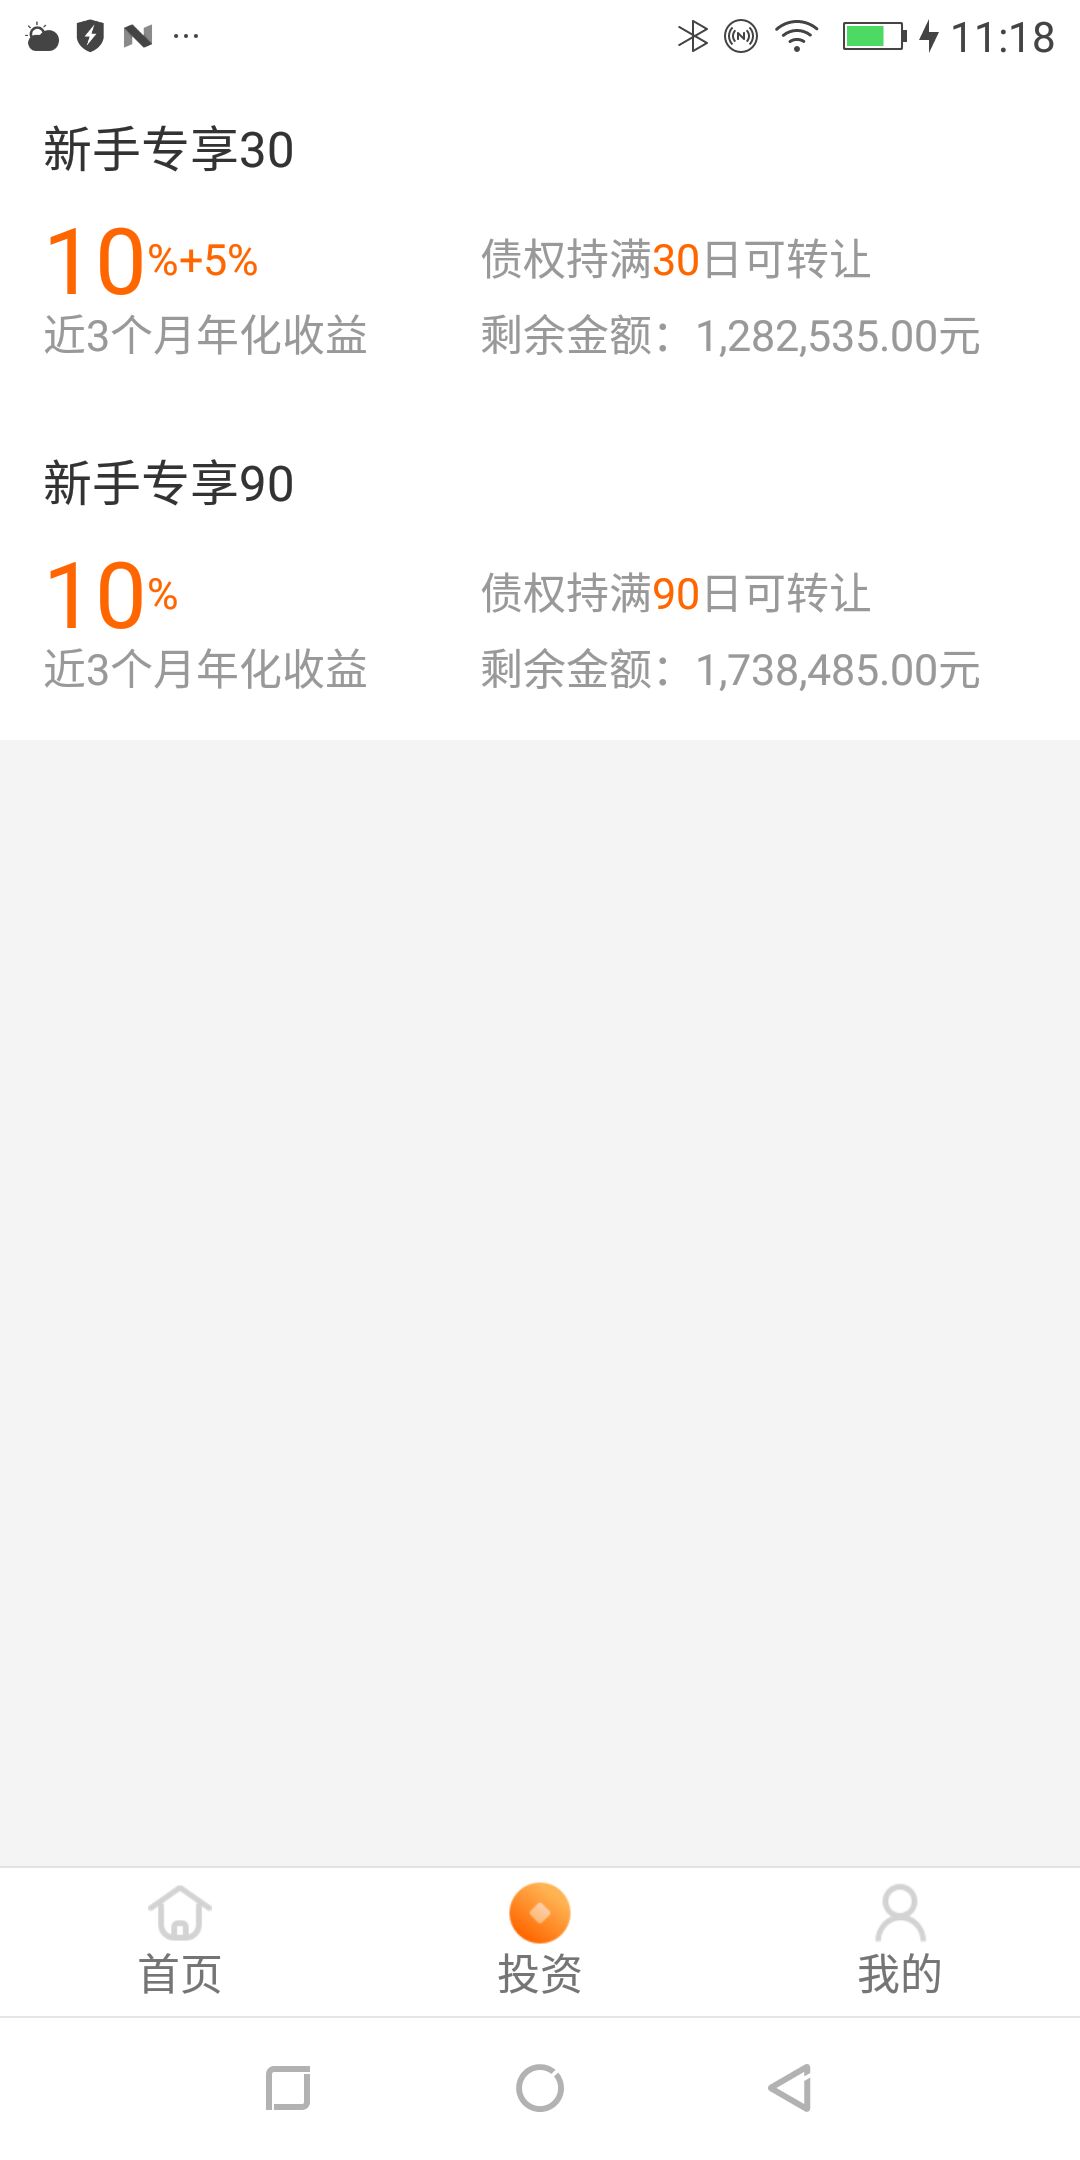 11:18
新手专享30
10%+5%
债权持满30日可转让
近3个月年化收益
剩余金额：1,282,535.00元
新手专享90
10%
债权持满90日可转让
近3个月年化收益
剩余金额：1,738,485.00元
首页
投资
我的